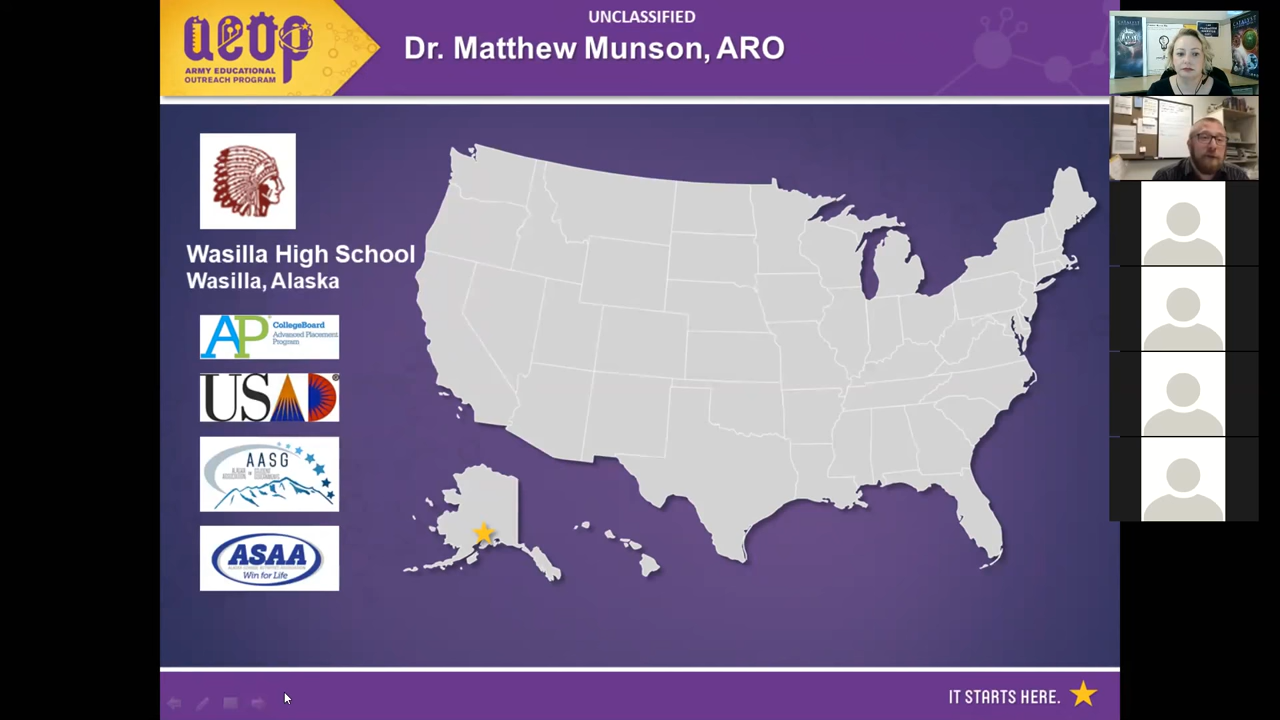 UNCLASSIFIED
aeop
ARMY EDUCATIONAL
OUTREACH PROGRAM
Dr. Matthew Munson, ARO
Wasilla High School
Wasilla, Alaska
AP CollegeBoard
Advanced Placement
Program
USAD
AASG
ASAA
Win for Life
IT STARTS HERE.